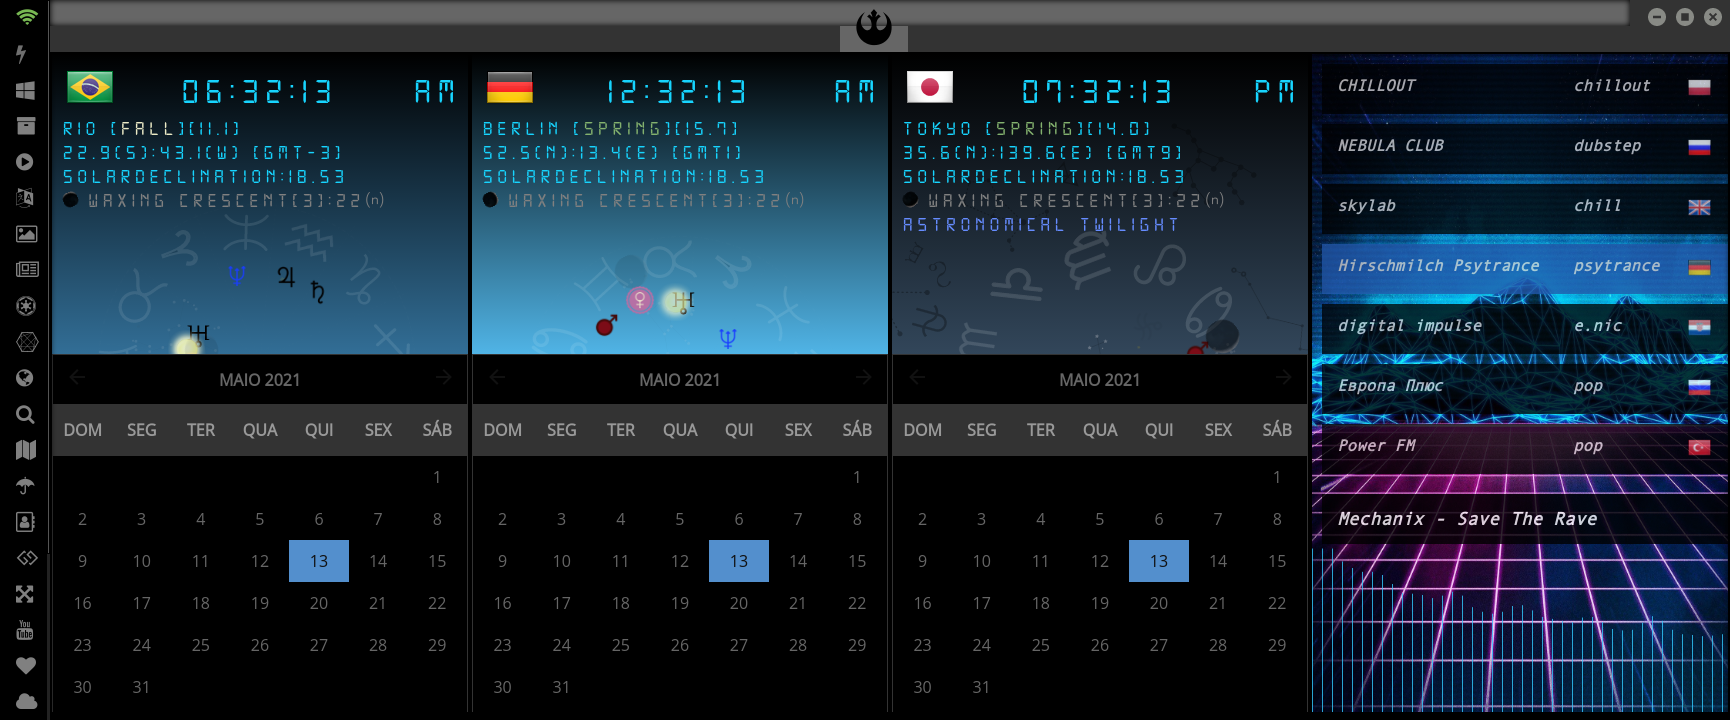 06:32:13 AM
RIO [FALL][11.1]
22.9(S):43.1(W) [GMT-3]
SOLARDECLINATION:18.53
WAXING CRESCENT[3]:22(n)
MAIO 2021
DOM SEG TER QUA QUI SEX SÁB
1
2 3 4 5 6 7 8
9 10 11 12 13 14 15
16 17 18 19 20 21 22
23 24 25 26 27 28 29
30 31
12:32:13 AM
BERLIN [SPRING][15.7]
52.5(N):13.4(E) [GMT1]
SOLARDECLINATION:18.53
WAXING CRESCENT[3]:22(n)
MAIO 2021
DOM SEG TER QUA QUI SEX SÁB
1
2 3 4 5 6 7 8
9 10 11 12 13 14 15
16 17 18 19 20 21 22
23 24 25 26 27 28 29
30 31
07:32:13 PM
TOKYO [SPRING][14.0]
35.6(N):139.6(E) [GMT9]
SOLARDECLINATION:18.53
WAXING CRESCENT[3]:22(n)
ASTRONOMICAL TWILIGHT
MAIO 2021
DOM SEG TER QUA QUI SEX SÁB
1
2 3 4 5 6 7 8
9 10 11 12 13 14 15
16 17 18 19 20 21 22
23 24 25 26 27 28 29
30 31
CHILLOUT chillout
NEBULA CLUB dubstep
skylab chill
Hirschmilch Psytrance psytrance
digital impulse e.nic
Европа Плюс pop
Power FM pop
Mechanix - Save The Rave
You
Tube